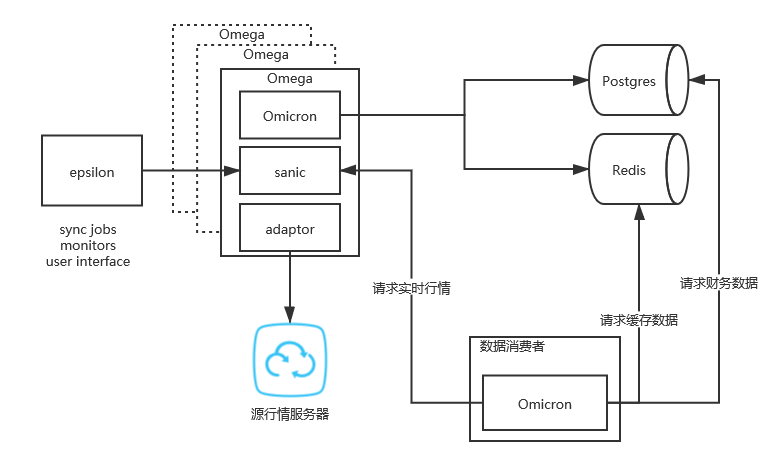 Omega
Omega
Omega
Omicron
sanic
adaptor
epsilon
sync jobs
monitors
user interface
Postgres
Redis
请求实时行情
请求财务数据
请求缓存数据
源行情服务器
数据消费者
Omicron